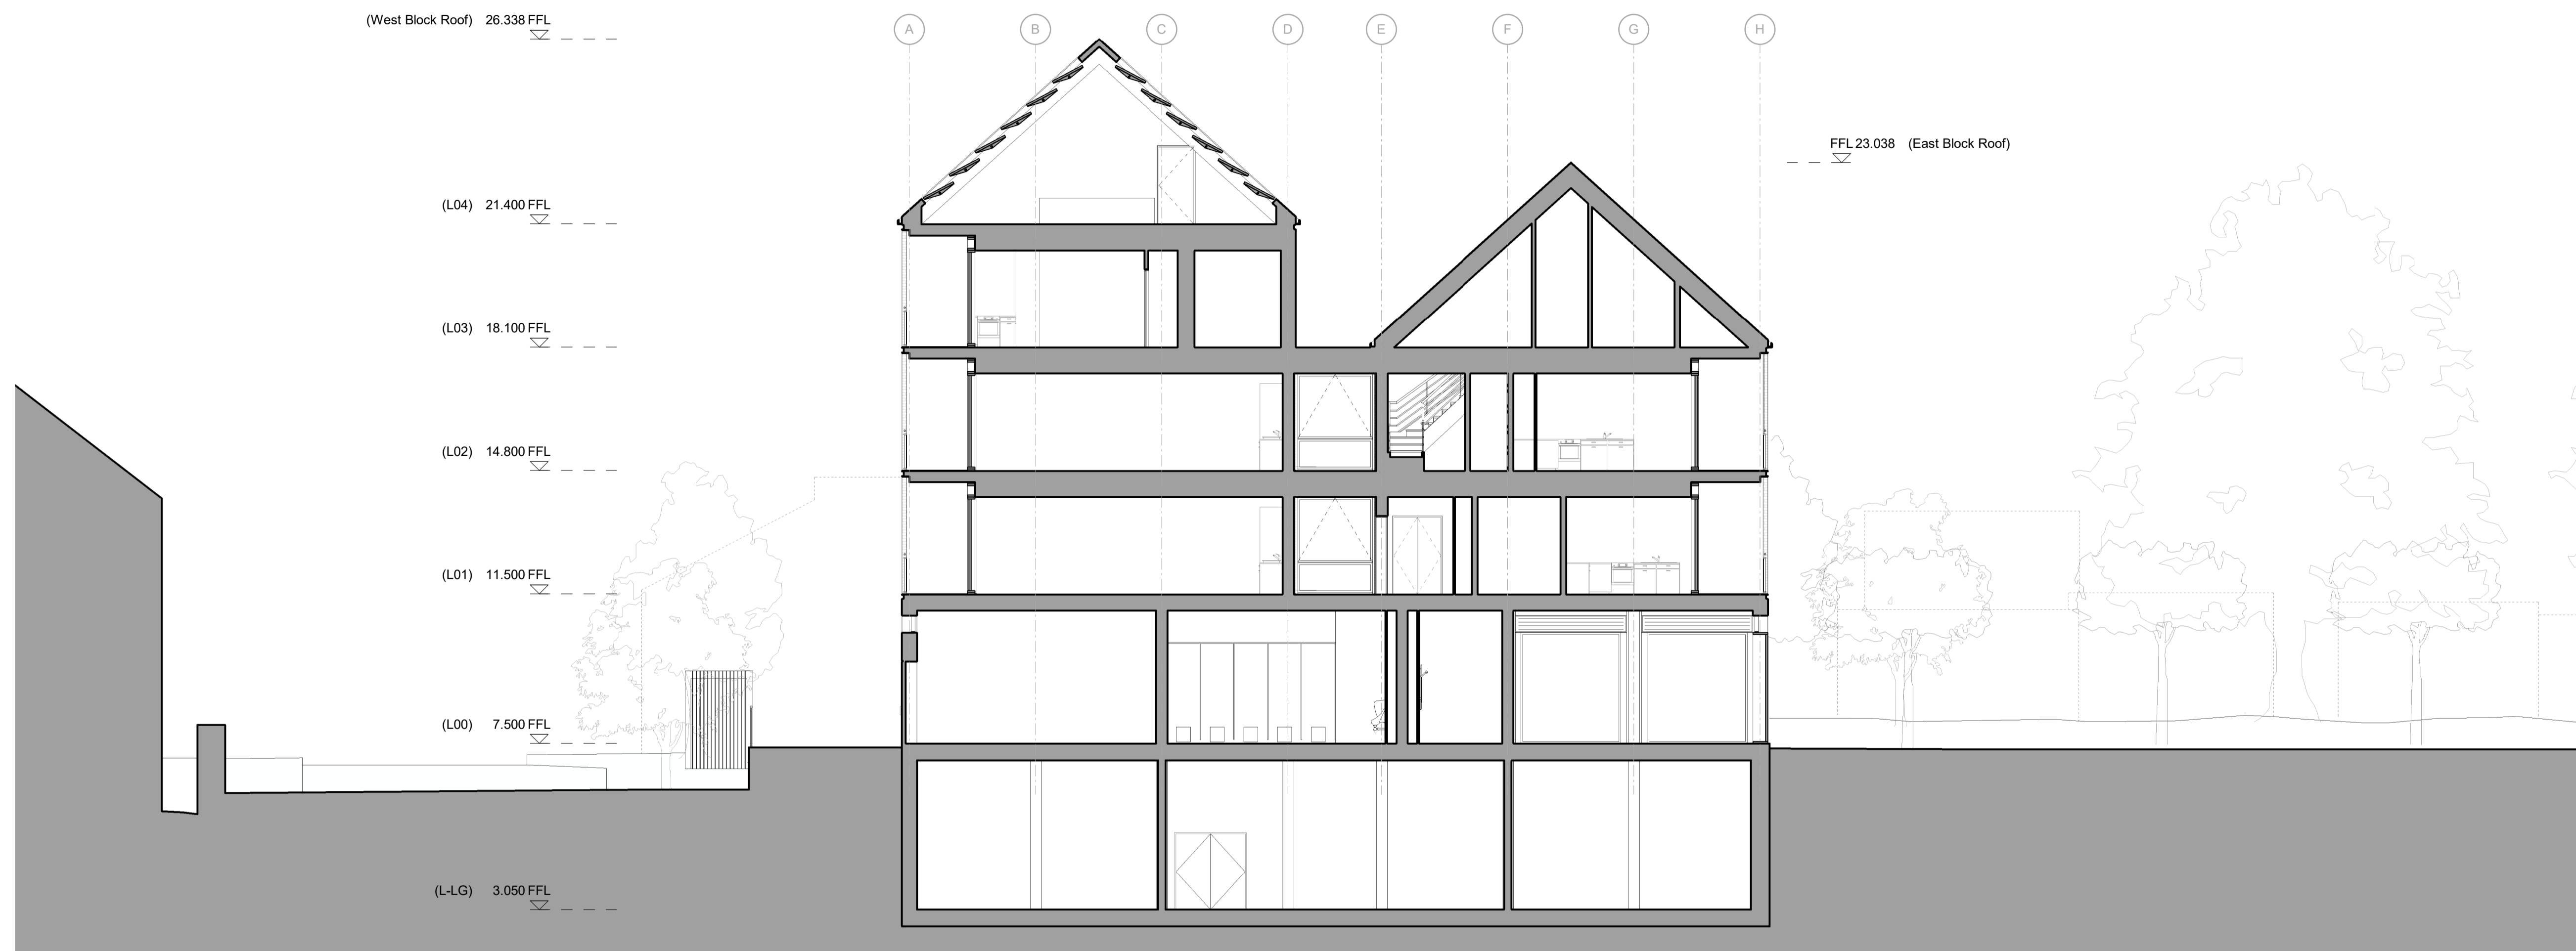 (West Block Roof) 26.338 FFL
A B C D E F G H
FFL 23.038 (East Block Roof)
(L04) 21.400 FFL
(L03) 18.100 FFL
(L02) 14.800 FFL
(L01) 11.500 FFL
(L00) 7.500 FFL
(L-LG) 3.050 FFL